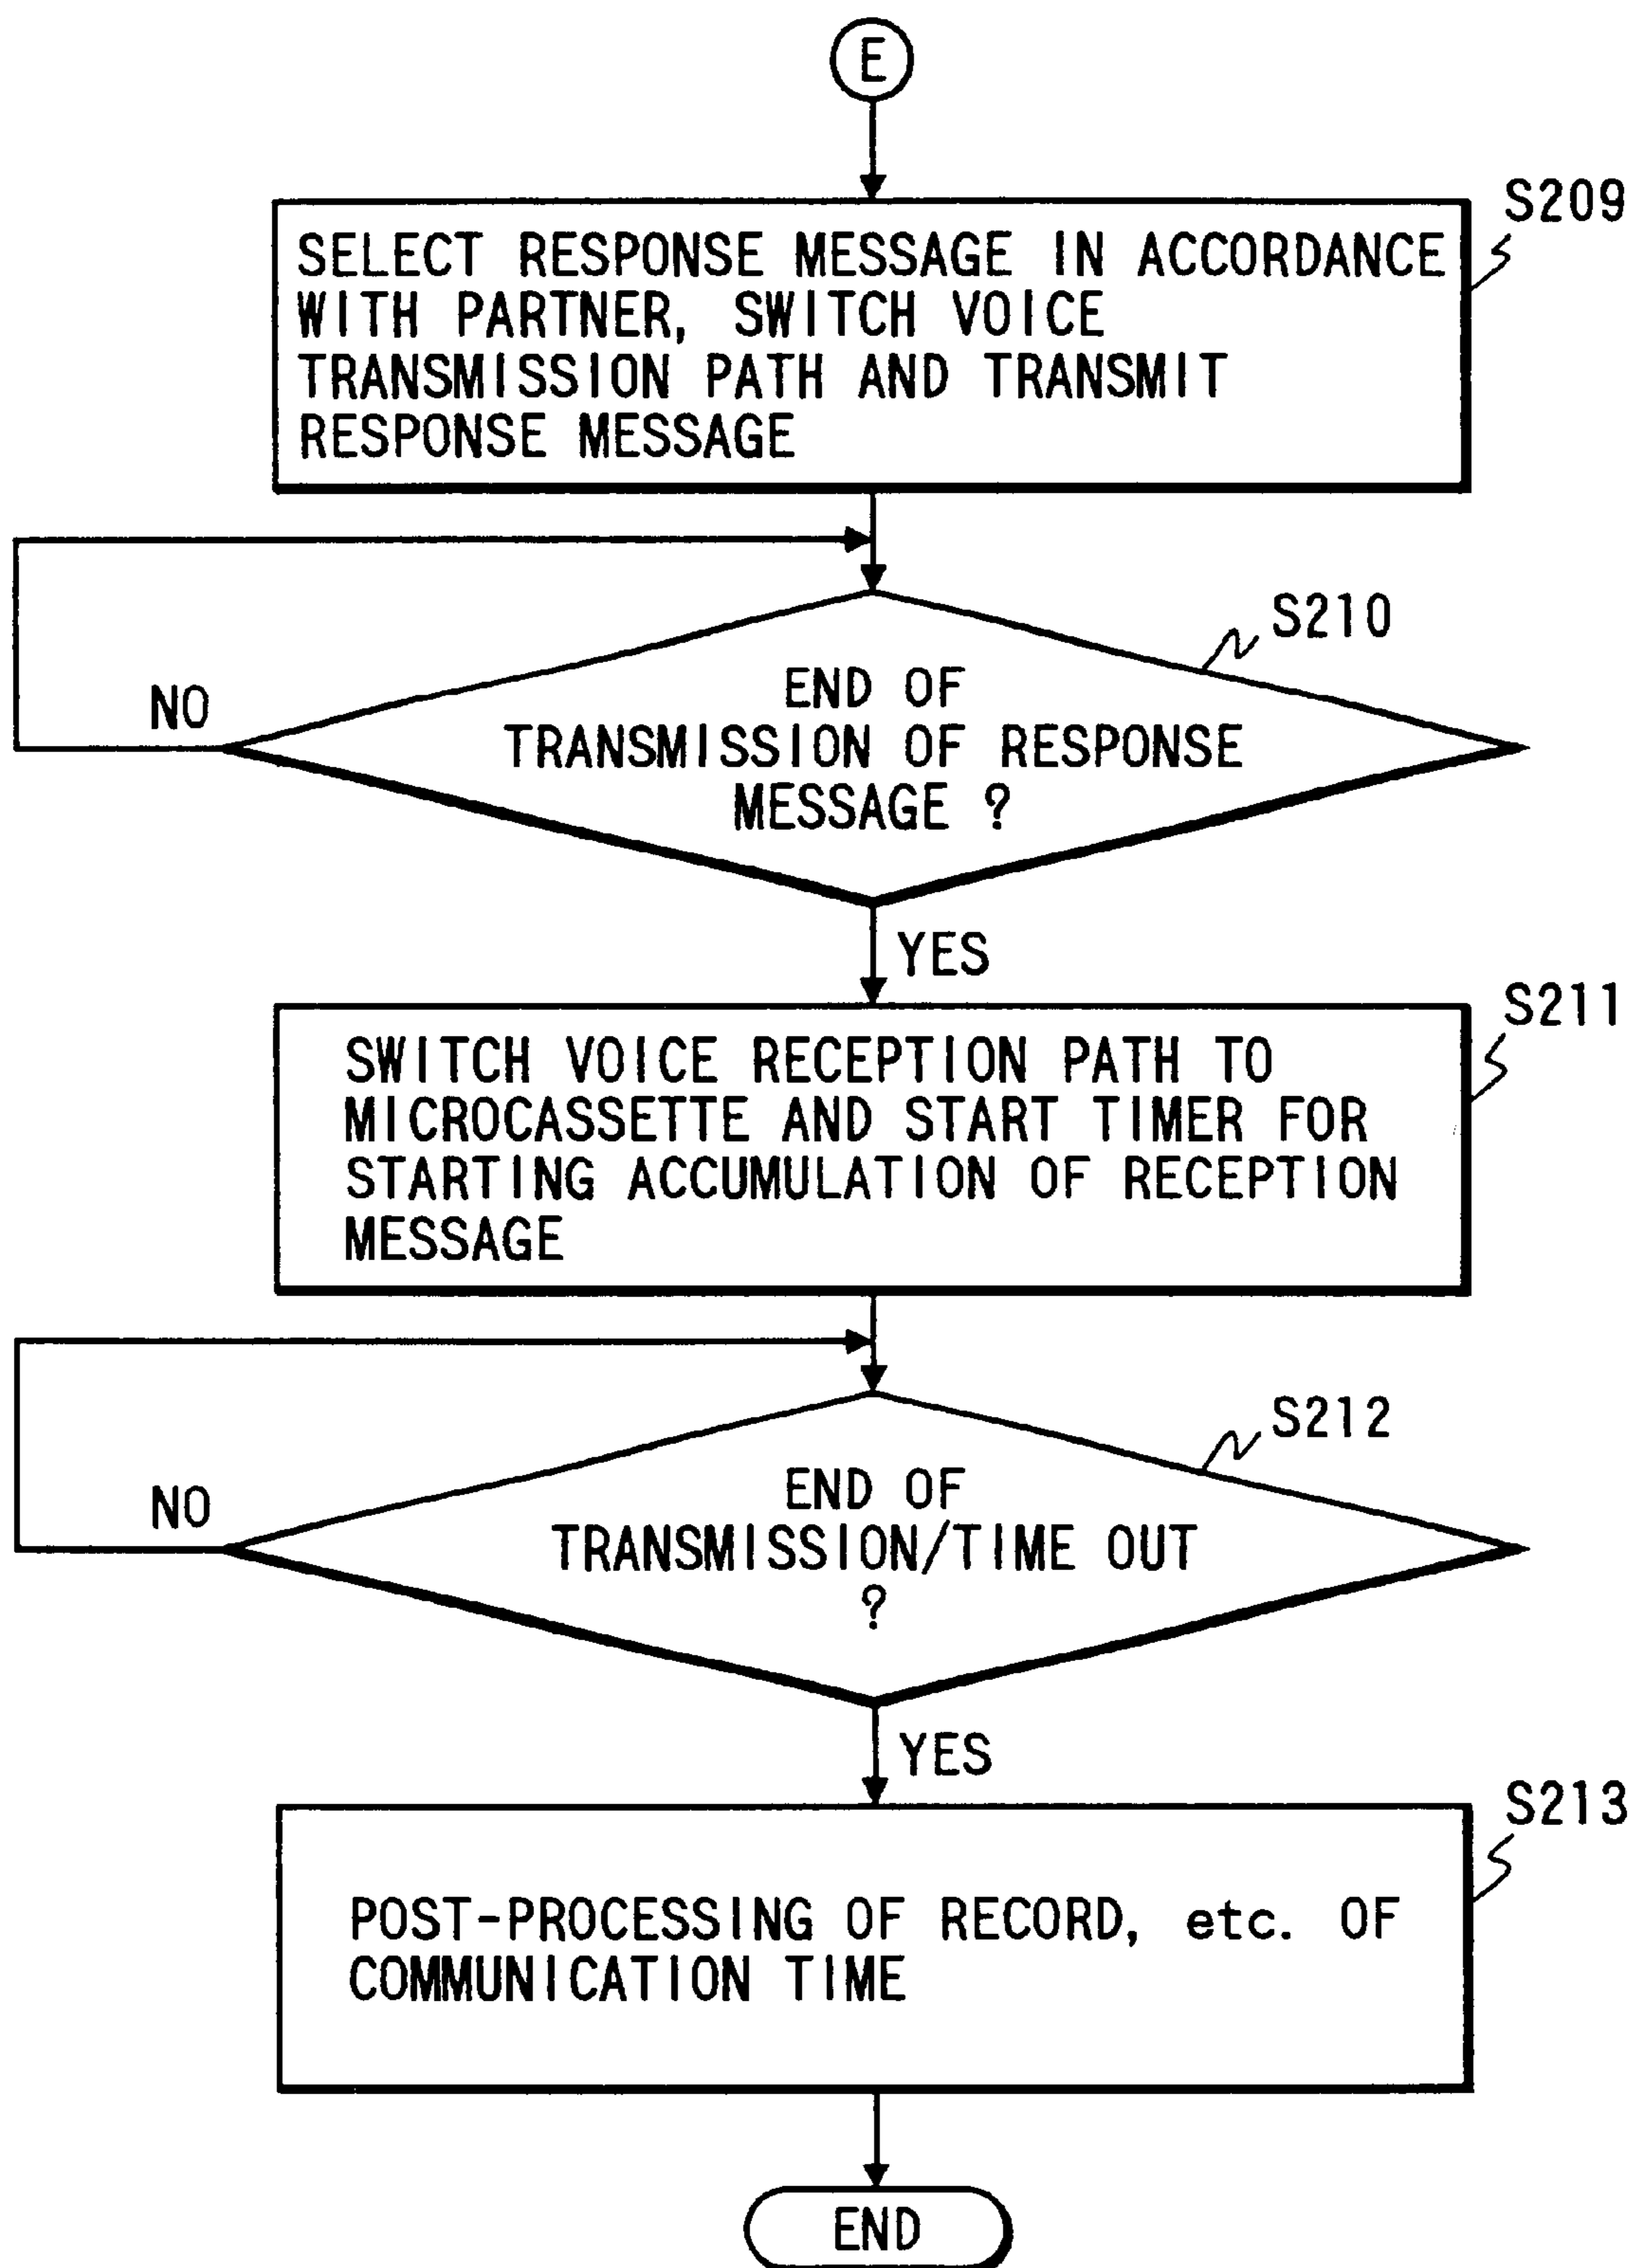 E
S209
SELECT RESPONSE MESSAGE IN ACCORDANCE
WITH PARTNER, SWITCH VOICE
TRANSMISSION PATH AND TRANSMIT
RESPONSE MESSAGE
S210
END OF
TRANSMISSION OF RESPONSE
MESSAGE ?
NO
YES
S211
SWITCH VOICE RECEPTION PATH TO
MICROCASSETTE AND START TIMER FOR
STARTING ACCUMULATION OF RECEPTION
MESSAGE
S212
END OF
TRANSMISSION/TIME OUT
?
NO
YES
S213
POST-PROCESSING OF RECORD, etc. OF
COMMUNICATION TIME
END